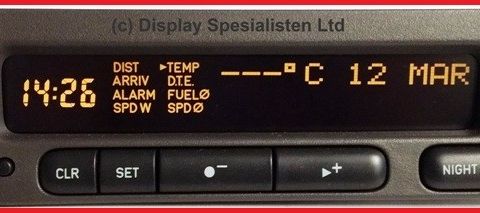 (c) Display Spesialisten Ltd
DIST ▸TEMP ---°C 12 MAR
14:26
ARRIV D.T.E.
ALARM FUELØ
SPD W SPDØ
CLR SET ●− ▸+ NIGHT